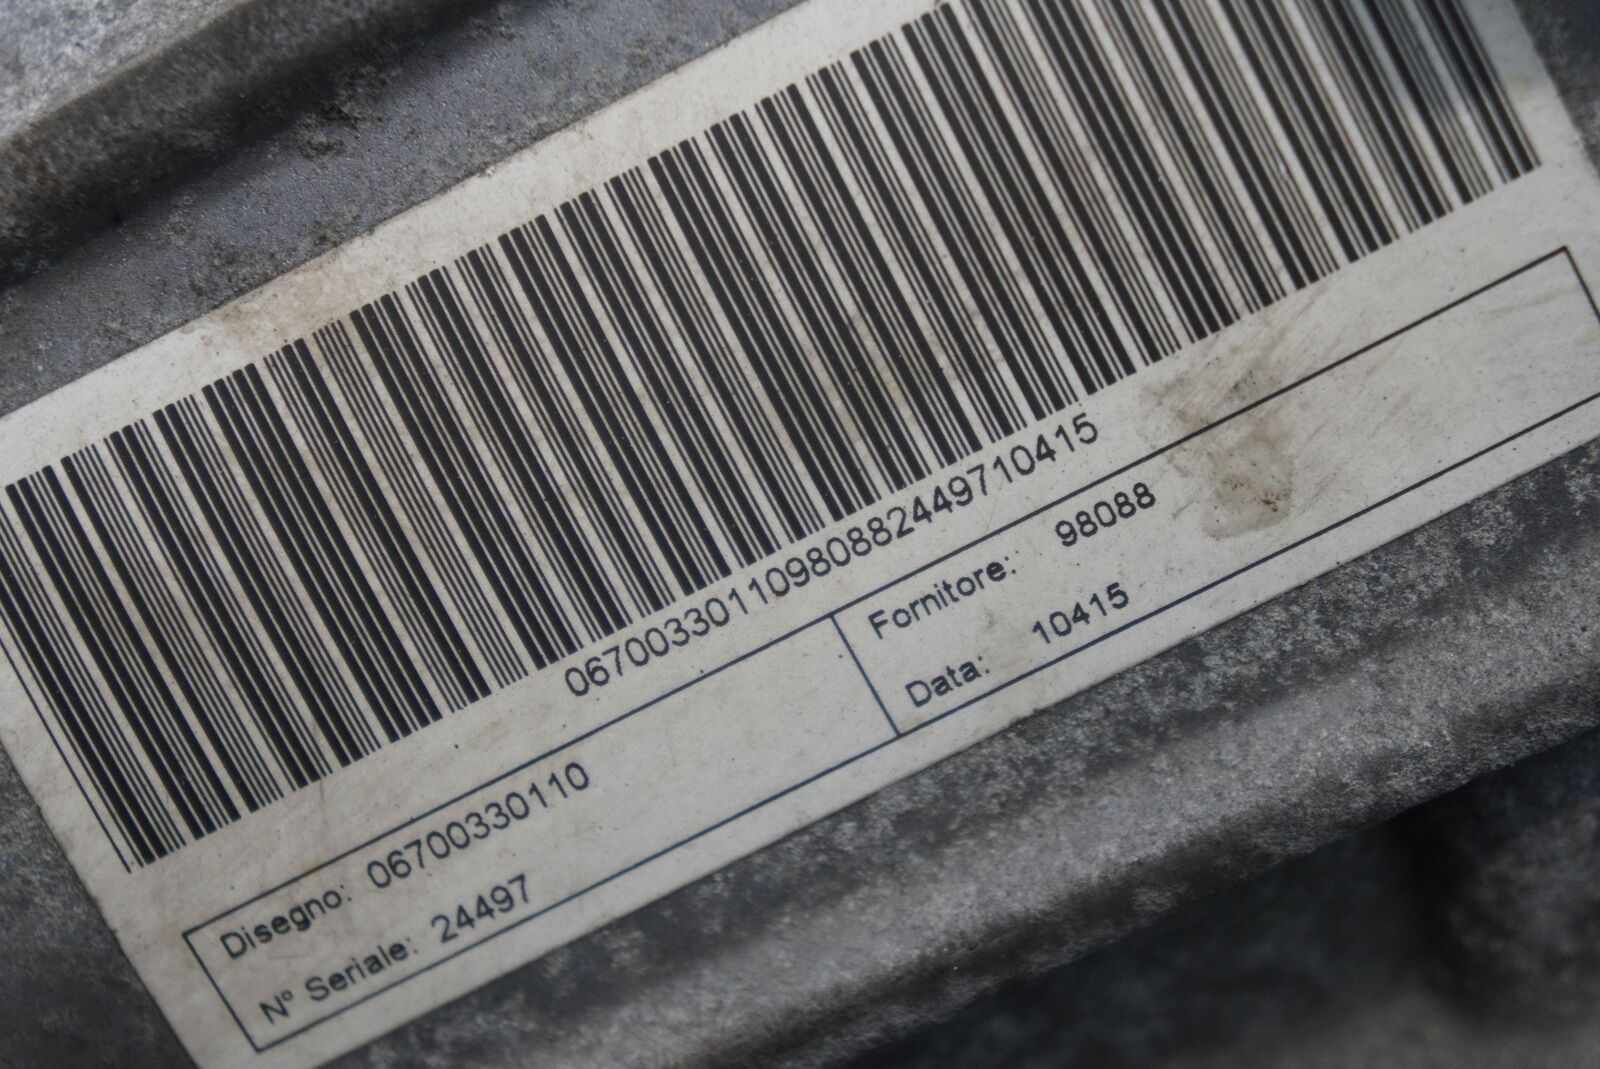 06700330110980882449710415
Disegno: 06700330110
Fornitore: 98088
N° Seriale: 24497
Data: 10415